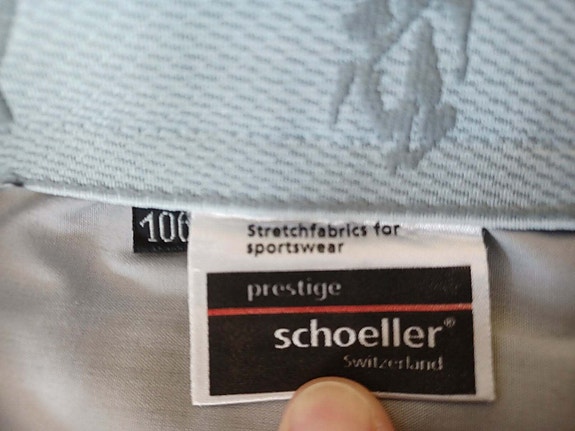 106
Stretchfabrics for
sportswear
prestige
schoeller®
Switzerland